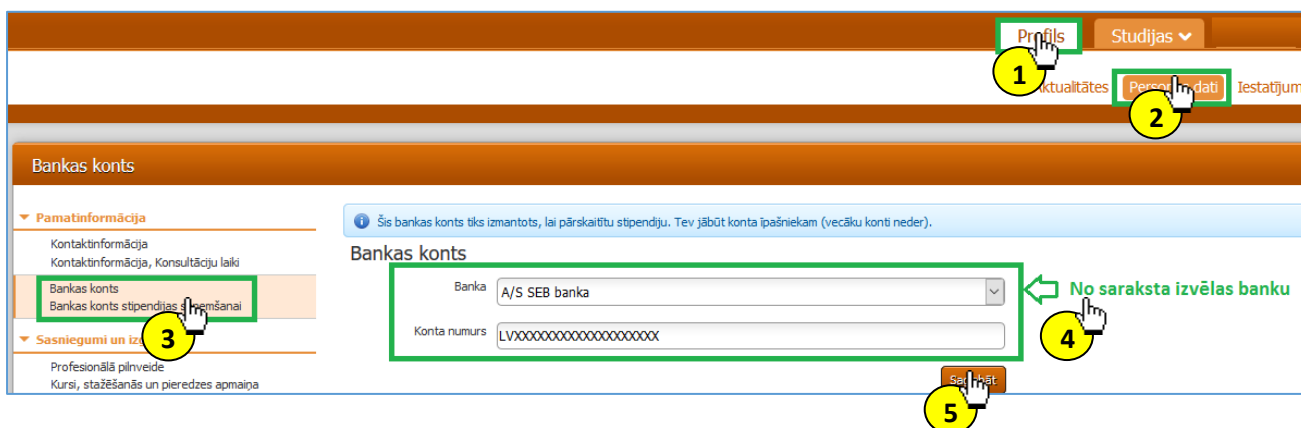 Profils Studijas
1
Aktualitātes dati Iestatījum
2
Bankas konts
Pamatinformācija
Šis bankas konts tiks izmantots, lai pārskaitītu stipendiju. Tev jābūt konta īpašniekam (vecāku konti neder).
Kontaktinformācija
Kontaktinformācija, Konsultāciju laiki
Bankas konts
Banka A/S SEB banka
No saraksta izvēlas banku
Bankas konts
Bankas konts stipendijas
3
4
Konta numurs LVXXXXXXXXXXXXXXXXXXX
Sasniegumi un
Profesionālā pilnveide
Kursi, stažēšanās un pieredzes apmaiņa
5